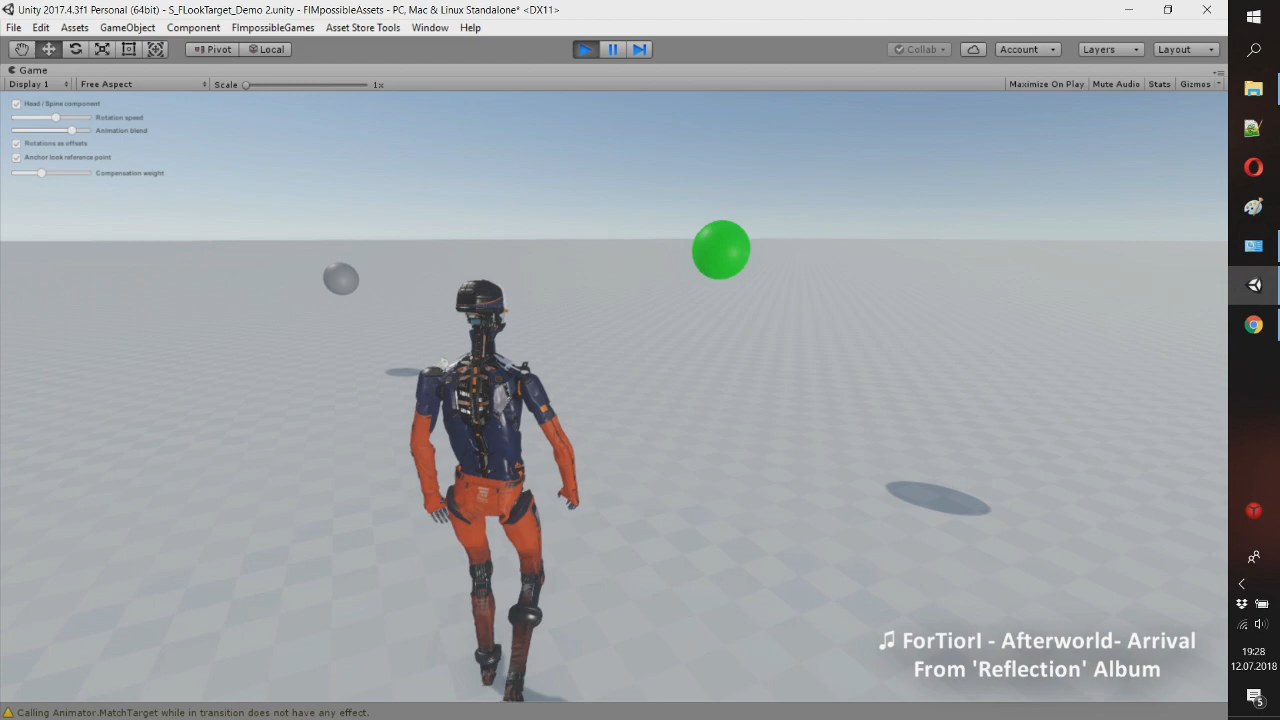 Unity 2017.4.3f1 Personal (64bit) - S_FLookTarget_Demo 2.unity - FImpossibleAssets - PC, Mac & Linux Standalone* <DX11>
File Edit Assets GameObject Component FImpossibleGames Asset Store Tools Window Help
Pivot Local Collab Account Layers Layout
Game
Display 1 Free Aspect Scale 1x Maximize On Play Mute Audio Stats Gizmos
Head / Spine component
Rotation speed
Animation blend
Rotations as offsets
Anchor look reference point
Compensation weight
ForTiorI - Afterworld- Arrival
From 'Reflection' Album
Calling Animator.MatchTarget while in transition does not have any effect.
19:28
12.07.2018
5